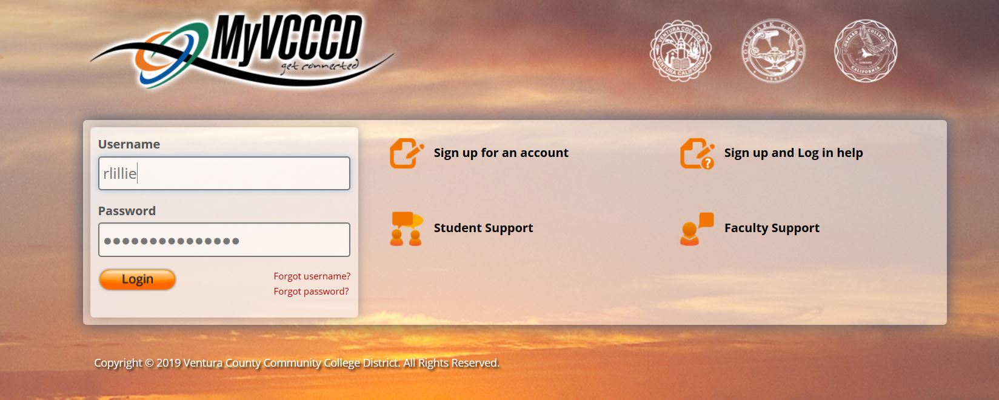 MyVCCCD
get connected
VENTURA COLLEGE
VENTURA CALIFORNIA
MOORPARK COLLEGE
1963
OXNARD COLLEGE
CONDORS
CALIFORNIA
Username
rlillie
Password
Login
Forgot username?
Forgot password?
Sign up for an account
Sign up and Log in help
?
Student Support
Faculty Support
Copyright © 2019 Ventura County Community College District. All Rights Reserved.